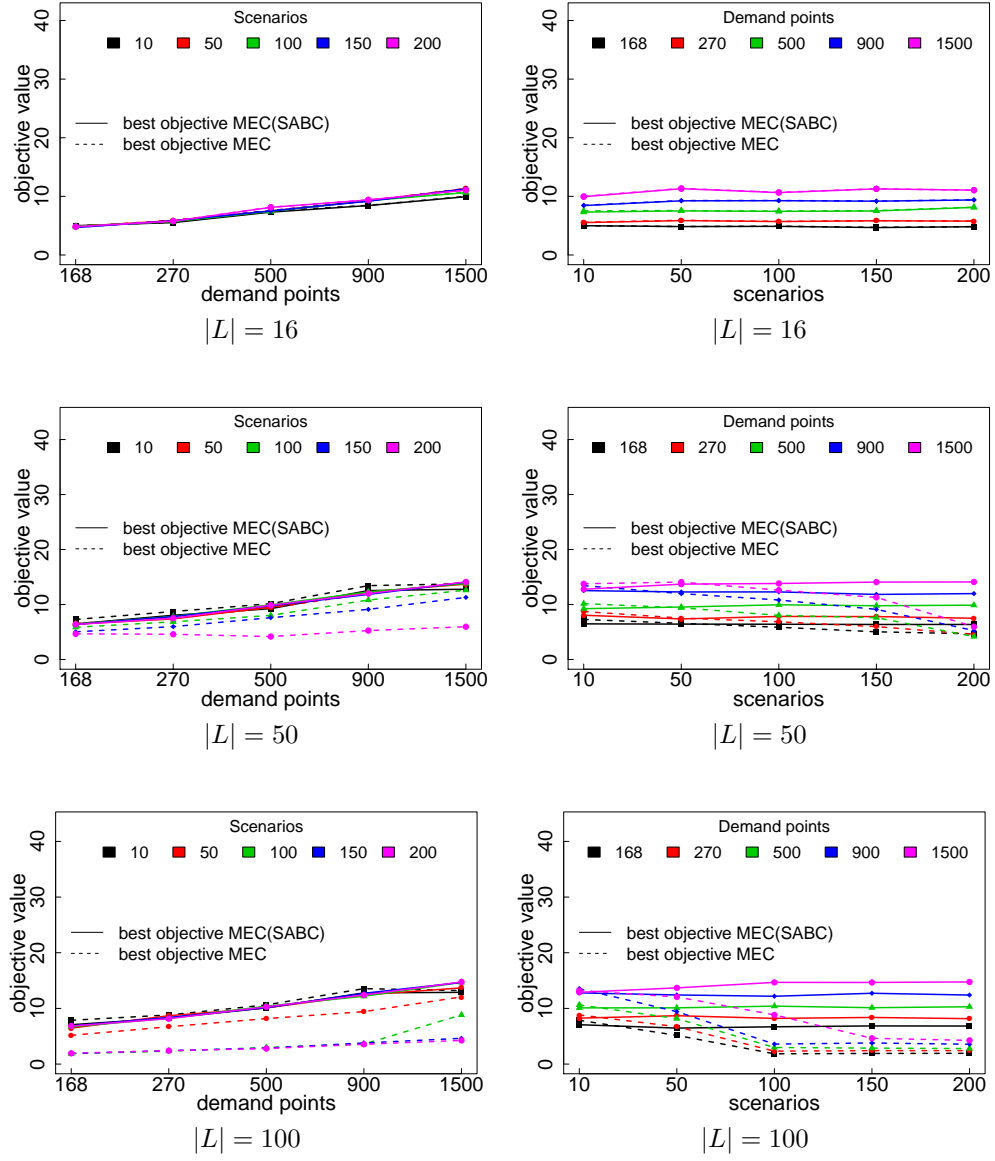 Scenarios
10 50 100 150 200
objective value
0 10 20 30 40
best objective MEC(SABC)
best objective MEC
168 270 500 900 1500
demand points
|L| = 16
Demand points
168 270 500 900 1500
objective value
0 10 20 30 40
best objective MEC(SABC)
best objective MEC
10 50 100 150 200
scenarios
|L| = 16
Scenarios
10 50 100 150 200
objective value
0 10 20 30 40
best objective MEC(SABC)
best objective MEC
168 270 500 900 1500
demand points
|L| = 50
Demand points
168 270 500 900 1500
objective value
0 10 20 30 40
best objective MEC(SABC)
best objective MEC
10 50 100 150 200
scenarios
|L| = 50
Scenarios
10 50 100 150 200
objective value
0 10 20 30 40
best objective MEC(SABC)
best objective MEC
168 270 500 900 1500
demand points
|L| = 100
Demand points
168 270 500 900 1500
objective value
0 10 20 30 40
best objective MEC(SABC)
best objective MEC
10 50 100 150 200
scenarios
|L| = 100